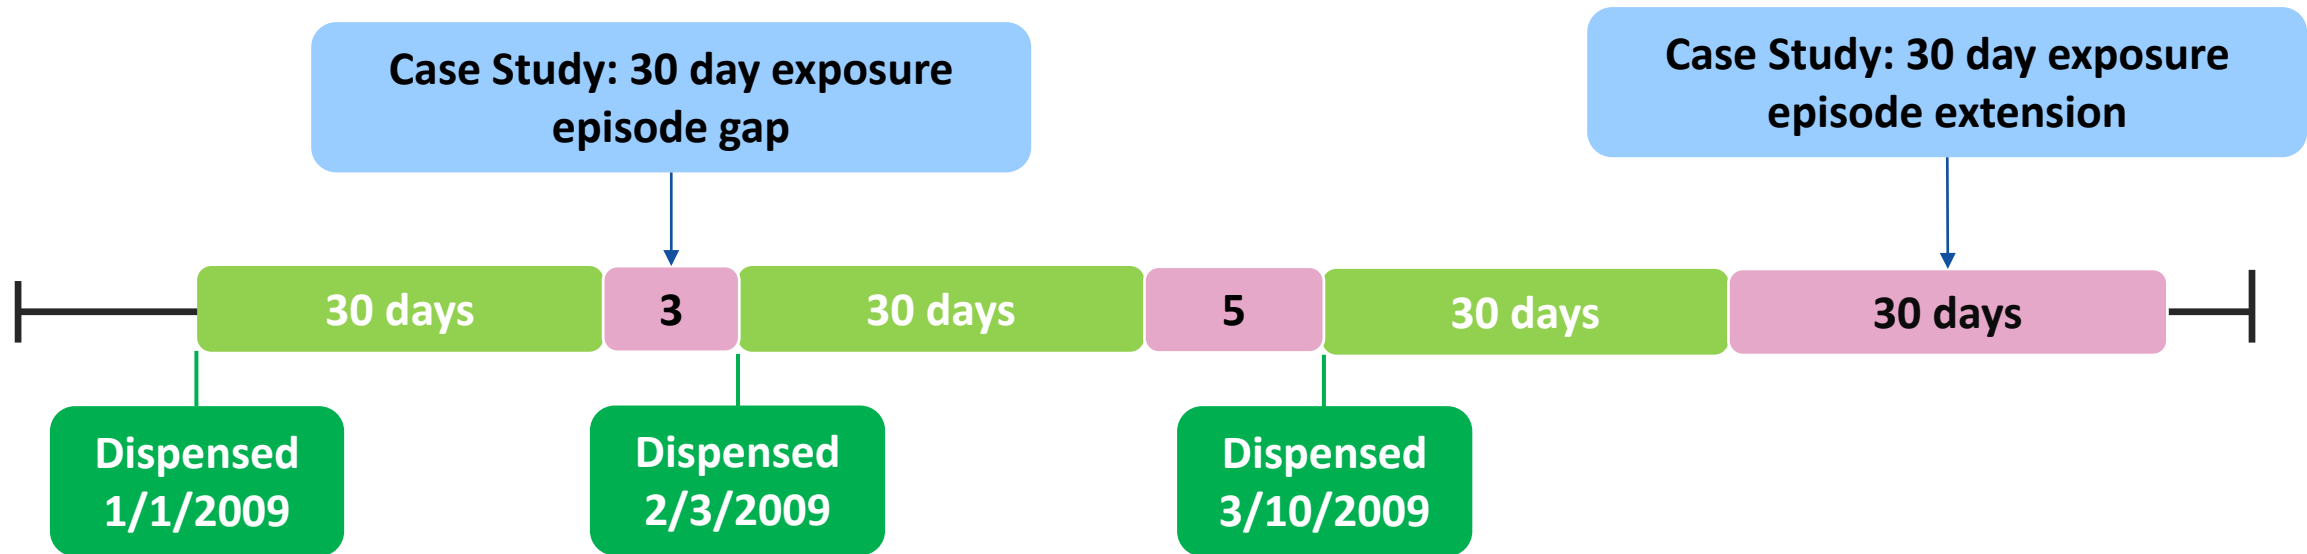 Case Study: 30 day exposure
episode gap
Case Study: 30 day exposure
episode extension
30 days
3
30 days
5
30 days
30 days
Dispensed
1/1/2009
Dispensed
2/3/2009
Dispensed
3/10/2009